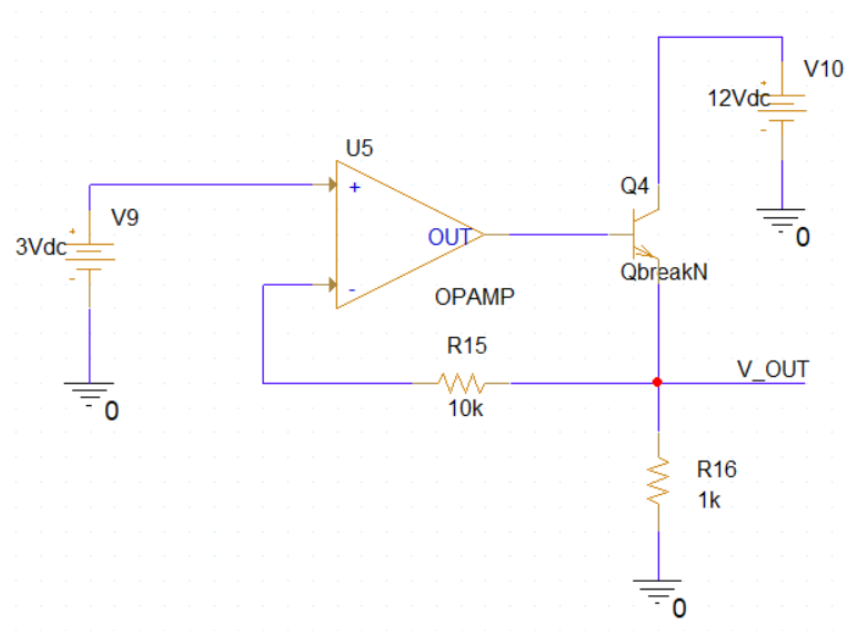 V10
12Vdc
+
-
0
U5
+
OUT
-
OPAMP
Q4
QbreakN
V9
3Vdc
+
-
0
R15
10k
V_OUT
R16
1k
0